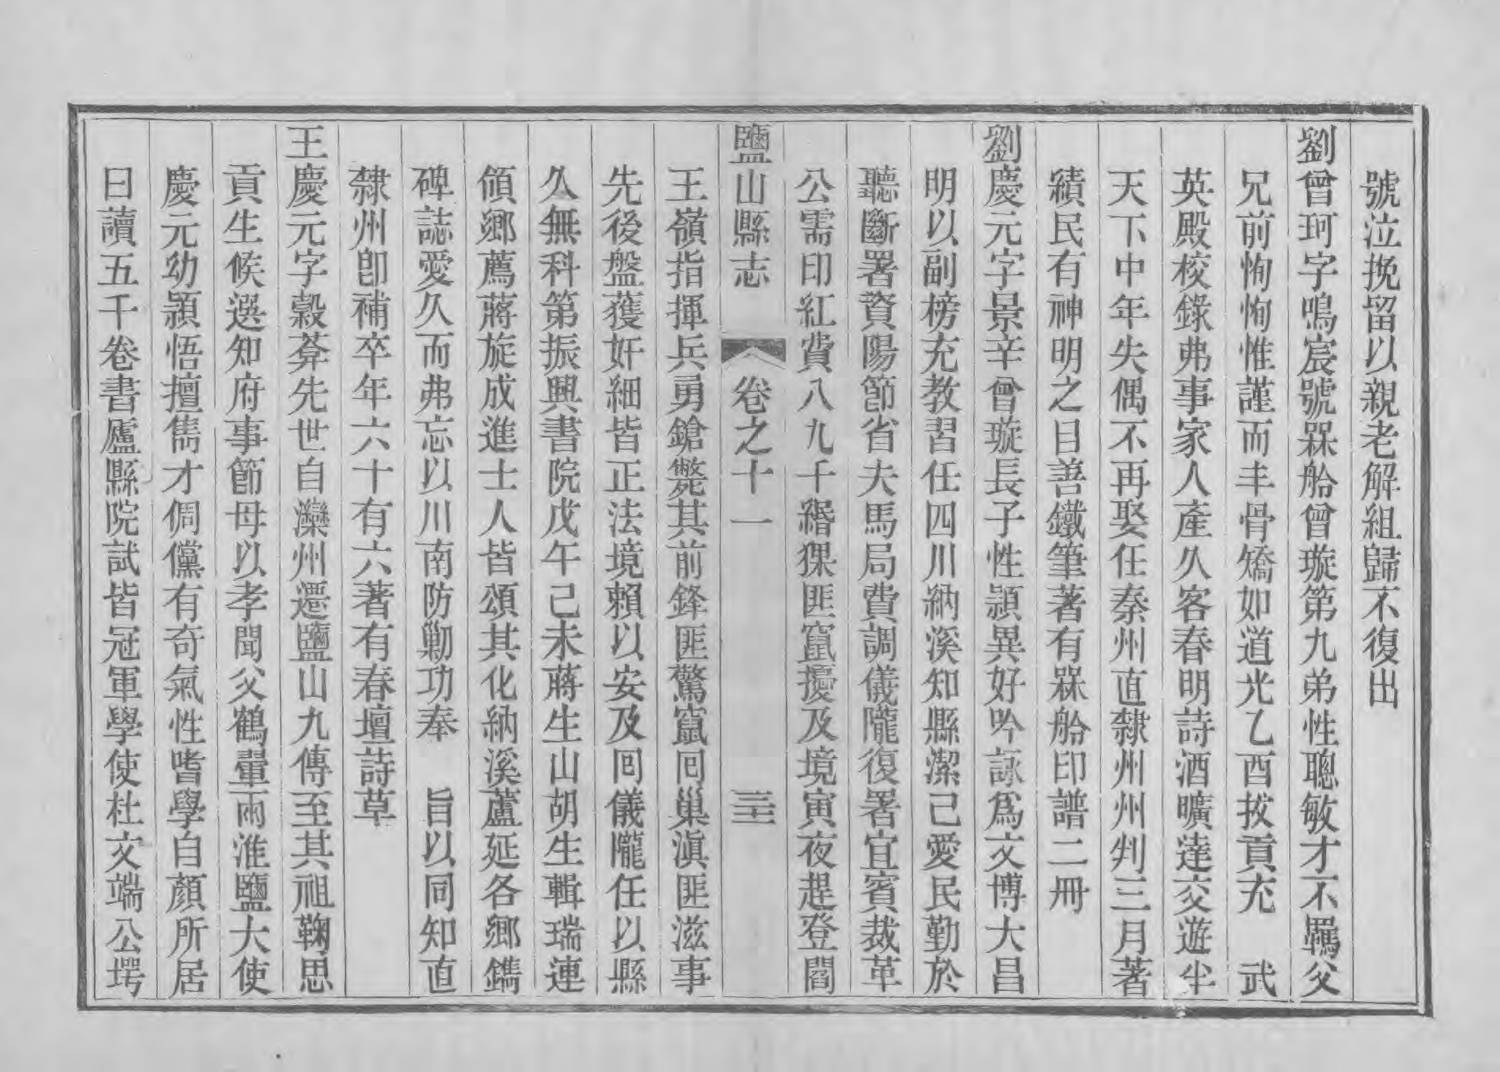 號泣挽留以親老解組歸不復出
劉曾珂字鳴宸號槑船曾璇第九弟性聰敏才不羈父
兄前恂恂惟謹而丰骨矯如道光乙酉拔貢充　武
英殿校錄弗事家人產久客春明詩酒曠達交遊半
天下中年失偶不再娶任秦州直隸州州判三月著
績民有神明之目善鐵筆著有槑船印譜二冊
劉慶元字景辛曾璇長子性頴異好吟詠為文博大昌
明以副榜充教習任四川納溪知縣潔己愛民勤於
聽斷署資陽節省夫馬局費調儀隴復署宜賓裁革
公需印紅費八九千緡猓匪竄擾及境寅夜趕登閻
鹽山縣志　卷之十一　三十
王嶺指揮兵勇鎗斃其前鋒匪驚竄囘巢滇匪滋事
先後盤獲奸細皆正法境賴以安及囘儀隴任以縣
久無科第振興書院戊午己未蔣生山胡生輯瑞連
領鄉薦蔣旋成進士人皆頌其化納溪蘆延各鄉鐫
碑誌愛久而弗忘以川南防勦功奉　旨以同知直
隸州卽補卒年六十有六著有春壇詩草
王慶元字穀莾先世自灤州遷鹽山九傳至其祖鞠思
貢生候選知府事節母以孝聞父鶴翬兩淮鹽大使
慶元幼頴悟擅雋才倜儻有奇氣性嗜學自顏所居
曰讀五千卷書廬縣院試皆冠軍學使杜文端公堮